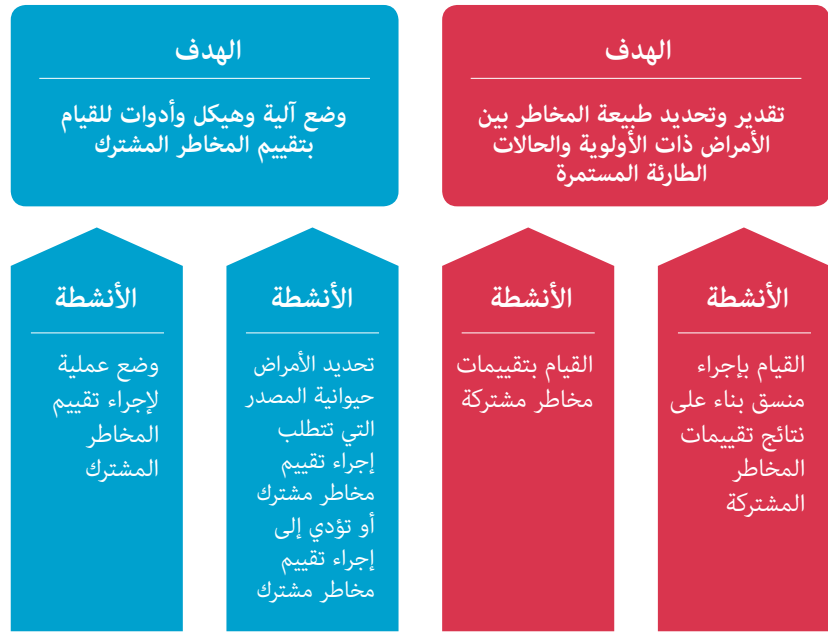 الهدف
تقدير وتحديد طبيعة المخاطر بين
الأمراض ذات الأولوية والحالات
الطارئة المستمرة
الهدف
وضع آلية وهيكل وأدوات للقيام
بتقييم المخاطر المشترك
الأنشطة
القيام بإجراء
منسق بناء على
نتائج تقييمات
المخاطر
المشتركة
الأنشطة
القيام بتقييمات
مخاطر مشتركة
الأنشطة
تحديد الأمراض
حيوانية المصدر
التي تتطلب
إجراء تقييم
مخاطر مشترك
أو تؤدي إلى
إجراء تقييم
مخاطر مشترك
الأنشطة
وضع عملية
لإجراء تقييم
المخاطر
المشترك